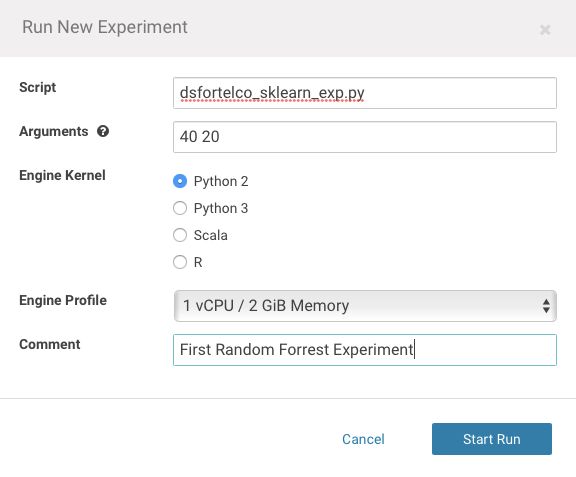 Run New Experiment ×
Script dsfortelco_sklearn_exp.py
Arguments ? 40 20
Engine Kernel Python 2
Python 3
Scala
R
Engine Profile 1 vCPU / 2 GiB Memory
Comment First Random Forrest Experiment
Cancel Start Run